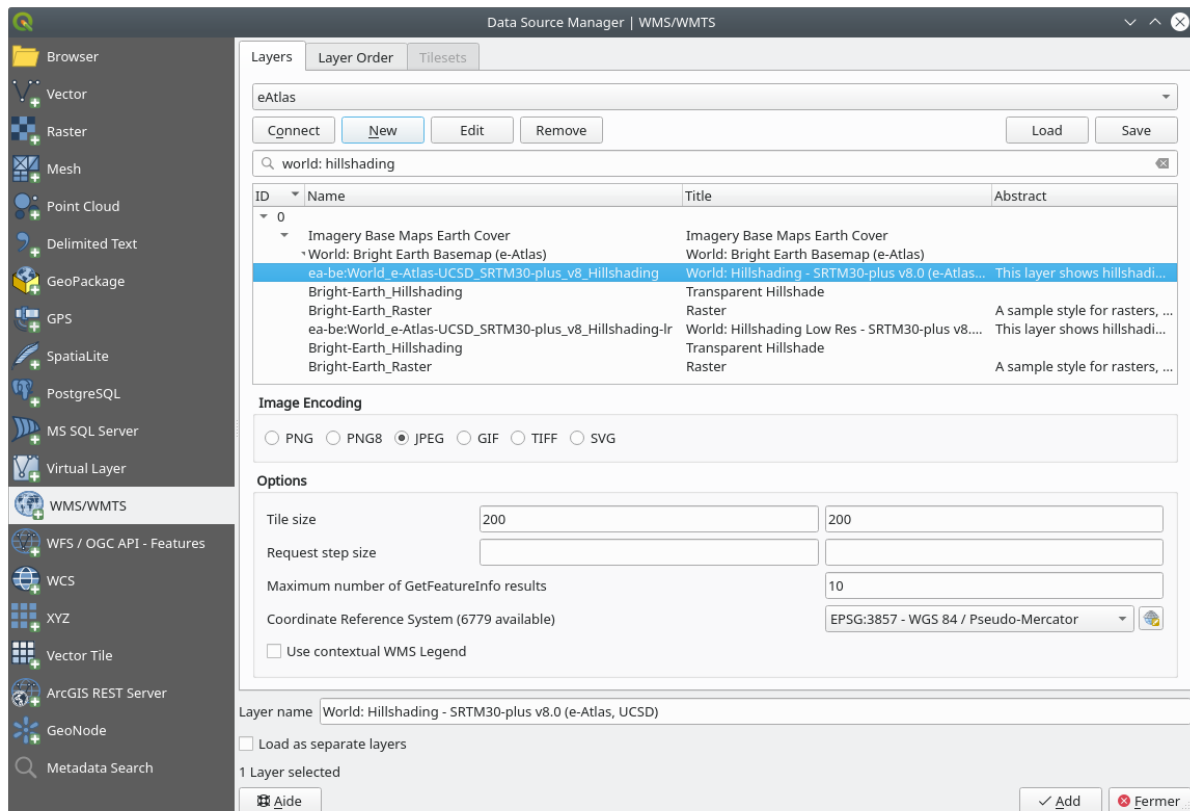 Data Source Manager | WMS/WMTS
Browser
Vector
Raster
Mesh
Point Cloud
Delimited Text
GeoPackage
GPS
SpatiaLite
PostgreSQL
MS SQL Server
Virtual Layer
WMS/WMTS
WFS / OGC API - Features
WCS
XYZ
Vector Tile
ArcGIS REST Server
GeoNode
Metadata Search
Layers Layer Order Tilesets
eAtlas
Connect New Edit Remove Load Save
world: hillshading
ID Name Title Abstract
0
Imagery Base Maps Earth Cover Imagery Base Maps Earth Cover
World: Bright Earth Basemap (e-Atlas) World: Bright Earth Basemap (e-Atlas)
ea-be:World_e-Atlas-UCSD_SRTM30-plus_v8_Hillshading World: Hillshading - SRTM30-plus v8.0 (e-Atlas... This layer shows hillshadi...
Bright-Earth_Hillshading Transparent Hillshade
Bright-Earth_Raster Raster A sample style for rasters, ...
ea-be:World_e-Atlas-UCSD_SRTM30-plus_v8_Hillshading-lr World: Hillshading Low Res - SRTM30-plus v8.... This layer shows hillshadi...
Bright-Earth_Hillshading Transparent Hillshade
Bright-Earth_Raster Raster A sample style for rasters, ...
Image Encoding
PNG PNG8 JPEG GIF TIFF SVG
Options
Tile size 200 200
Request step size
Maximum number of GetFeatureInfo results 10
Coordinate Reference System (6779 available) EPSG:3857 - WGS 84 / Pseudo-Mercator
Use contextual WMS Legend
Layer name World: Hillshading - SRTM30-plus v8.0 (e-Atlas, UCSD)
Load as separate layers
1 Layer selected
Aide Add Fermer